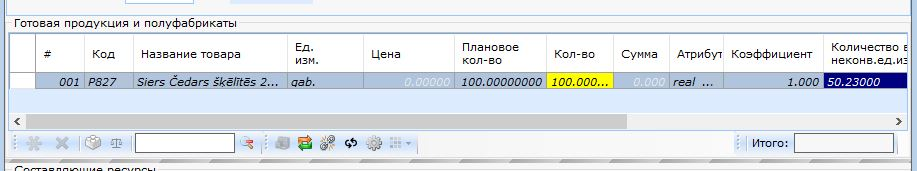 Готовая продукция и полуфабрикаты
# Код Название товара Ед. изм. Цена Плановое кол-во Кол-во Сумма Атрибут Коэффициент Количество в неконв.ед.из
001 P827 Siers Čedars šķēlītēs 2... gab. 0.00000 100.00000000 100.000... 0.000 real ... 1.000 50.23000
Итого:
Составляющие ресурсы